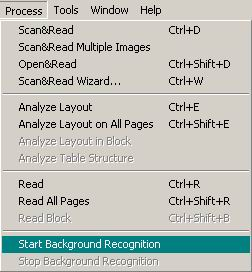 Process Tools Window Help
Scan&Read Ctrl+D
Scan&Read Multiple Images
Open&Read Ctrl+Shift+D
Scan&Read Wizard... Ctrl+W
Analyze Layout Ctrl+E
Analyze Layout on All Pages Ctrl+Shift+E
Analyze Layout in Block
Analyze Table Structure
Read Ctrl+R
Read All Pages Ctrl+Shift+R
Read Block Ctrl+Shift+B
Start Background Recognition
Stop Background Recognition